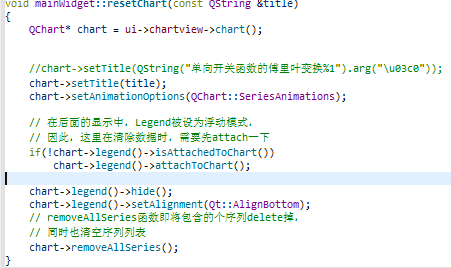 void mainWidget::resetChart(const QString &title)
{
QChart* chart = ui->chartview->chart();
//chart->setTitle(QString("单向开关函数的傅里叶变换%1").arg("\u03c0"));
chart->setTitle(title);
chart->setAnimationOptions(QChart::SeriesAnimations);
// 在后面的显示中，Legend被设为浮动模式，
// 因此，这里在清除数据时，需要先attach一下
if(!chart->legend()->isAttachedToChart())
chart->legend()->attachToChart();
chart->legend()->hide();
chart->legend()->setAlignment(Qt::AlignBottom);
// removeAllSeries函数即将包含的个序列delete掉，
// 同时也清空序列列表
chart->removeAllSeries();
}